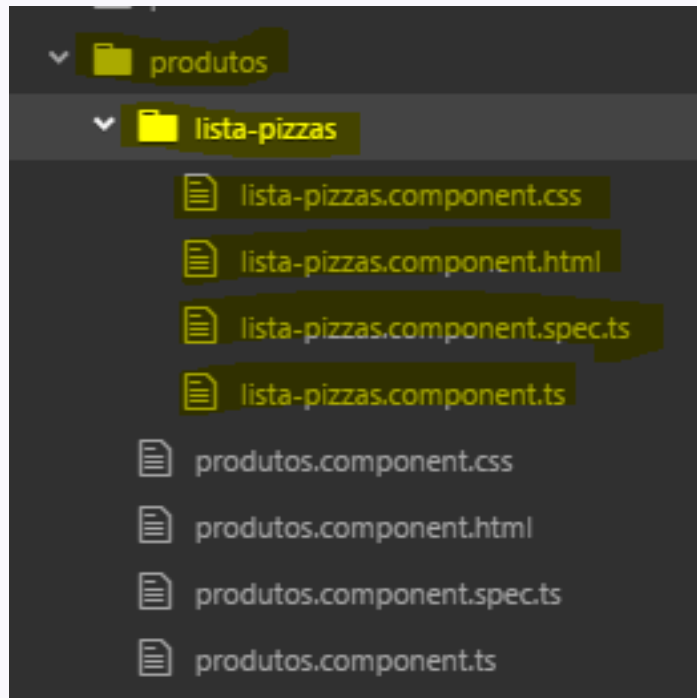 produtos
lista-pizzas
lista-pizzas.component.css
lista-pizzas.component.html
lista-pizzas.component.spec.ts
lista-pizzas.component.ts
produtos.component.css
produtos.component.html
produtos.component.spec.ts
produtos.component.ts